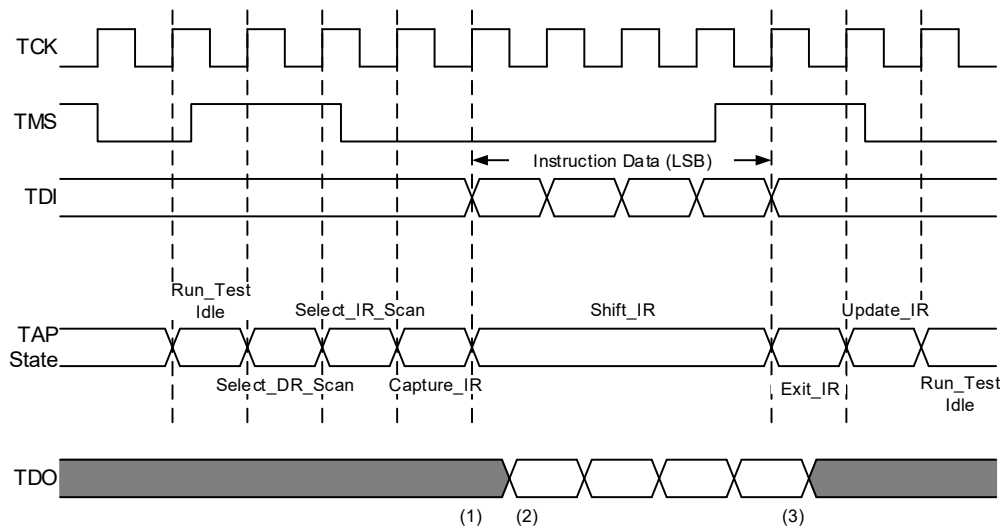 TCK
TMS
Instruction Data (LSB)
TDI
Run_Test
Idle
Select_IR_Scan
Shift_IR
Update_IR
TAP
State
Select_DR_Scan
Capture_IR
Exit_IR
Run_Test
Idle
TDO
(1)
(2)
(3)